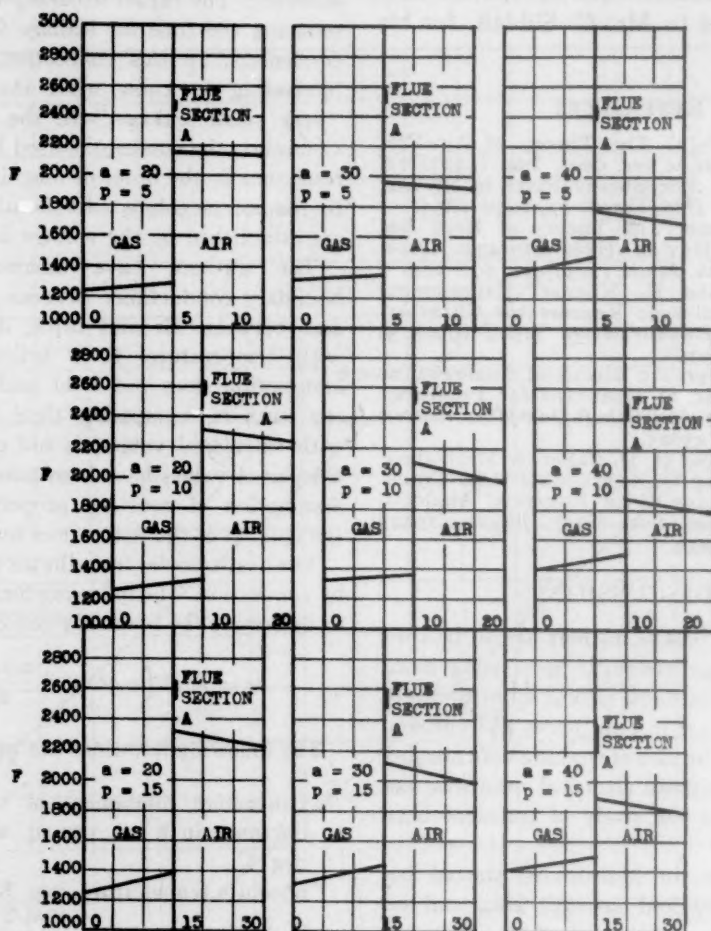 3000
2800
2600
2400
2200
2000
1800
1600
1400
1200
1000
F
FLUE
SECTION
A
a = 20
p = 5
GAS AIR
0 5 10
FLUE
SECTION
A
a = 30
p = 5
GAS AIR
0 5 10
FLUE
SECTION
A
a = 40
p = 5
GAS AIR
0 5 10
2800
2600
2400
2200
2000
1800
1600
1400
1200
1000
F
FLUE
SECTION
A
a = 20
p = 10
GAS AIR
0 10 20
FLUE
SECTION
A
a = 30
p = 10
GAS AIR
0 10 20
FLUE
SECTION
A
a = 40
p = 10
GAS AIR
0 10 20
2800
2600
2400
2200
2000
1800
1600
1400
1200
1000
F
FLUE
SECTION
A
a = 20
p = 15
GAS AIR
0 15 30
FLUE
SECTION
A
a = 30
p = 15
GAS AIR
0 15 30
FLUE
SECTION
A
a = 40
p = 15
GAS AIR
0 15 30